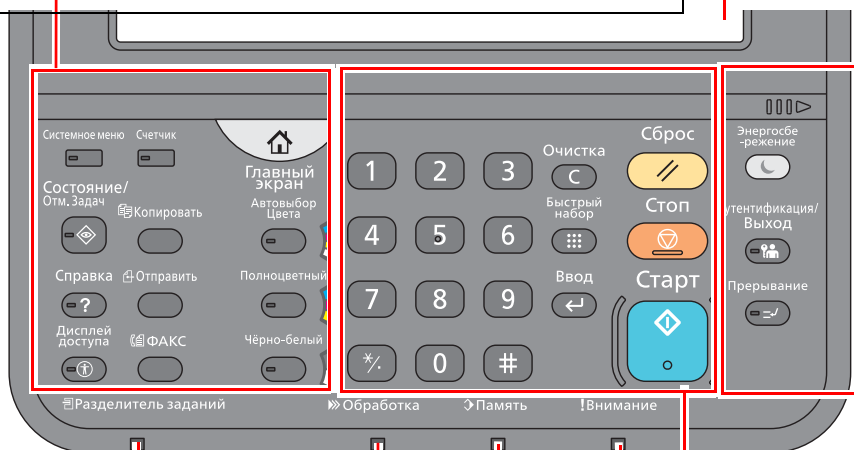 Системное меню
Счетчик
Состояние/
Отм. Задач
Копировать
Справка
Отправить
?
Дисплей
доступа
ФАКС
Главный
экран
Автовыбор
Цвета
Полноцветный
Чёрно-белый
1 2 3
4 5 6
7 8 9
*/. 0 #
Очистка
C
Быстрый
набор
Ввод
Сброс
Стоп
Старт
Энергосбе
-режение
утентификация/
Выход
Прерывание
Разделитель заданий
Обработка
Память
!Внимание